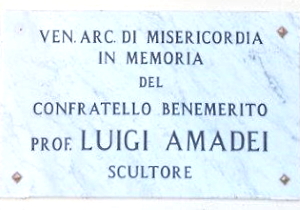 VEN. ARC. DI MISERICORDIA
IN MEMORIA
DEL
CONFRATELLO BENEMERITO
PROF. LUIGI AMADEI
SCULTORE